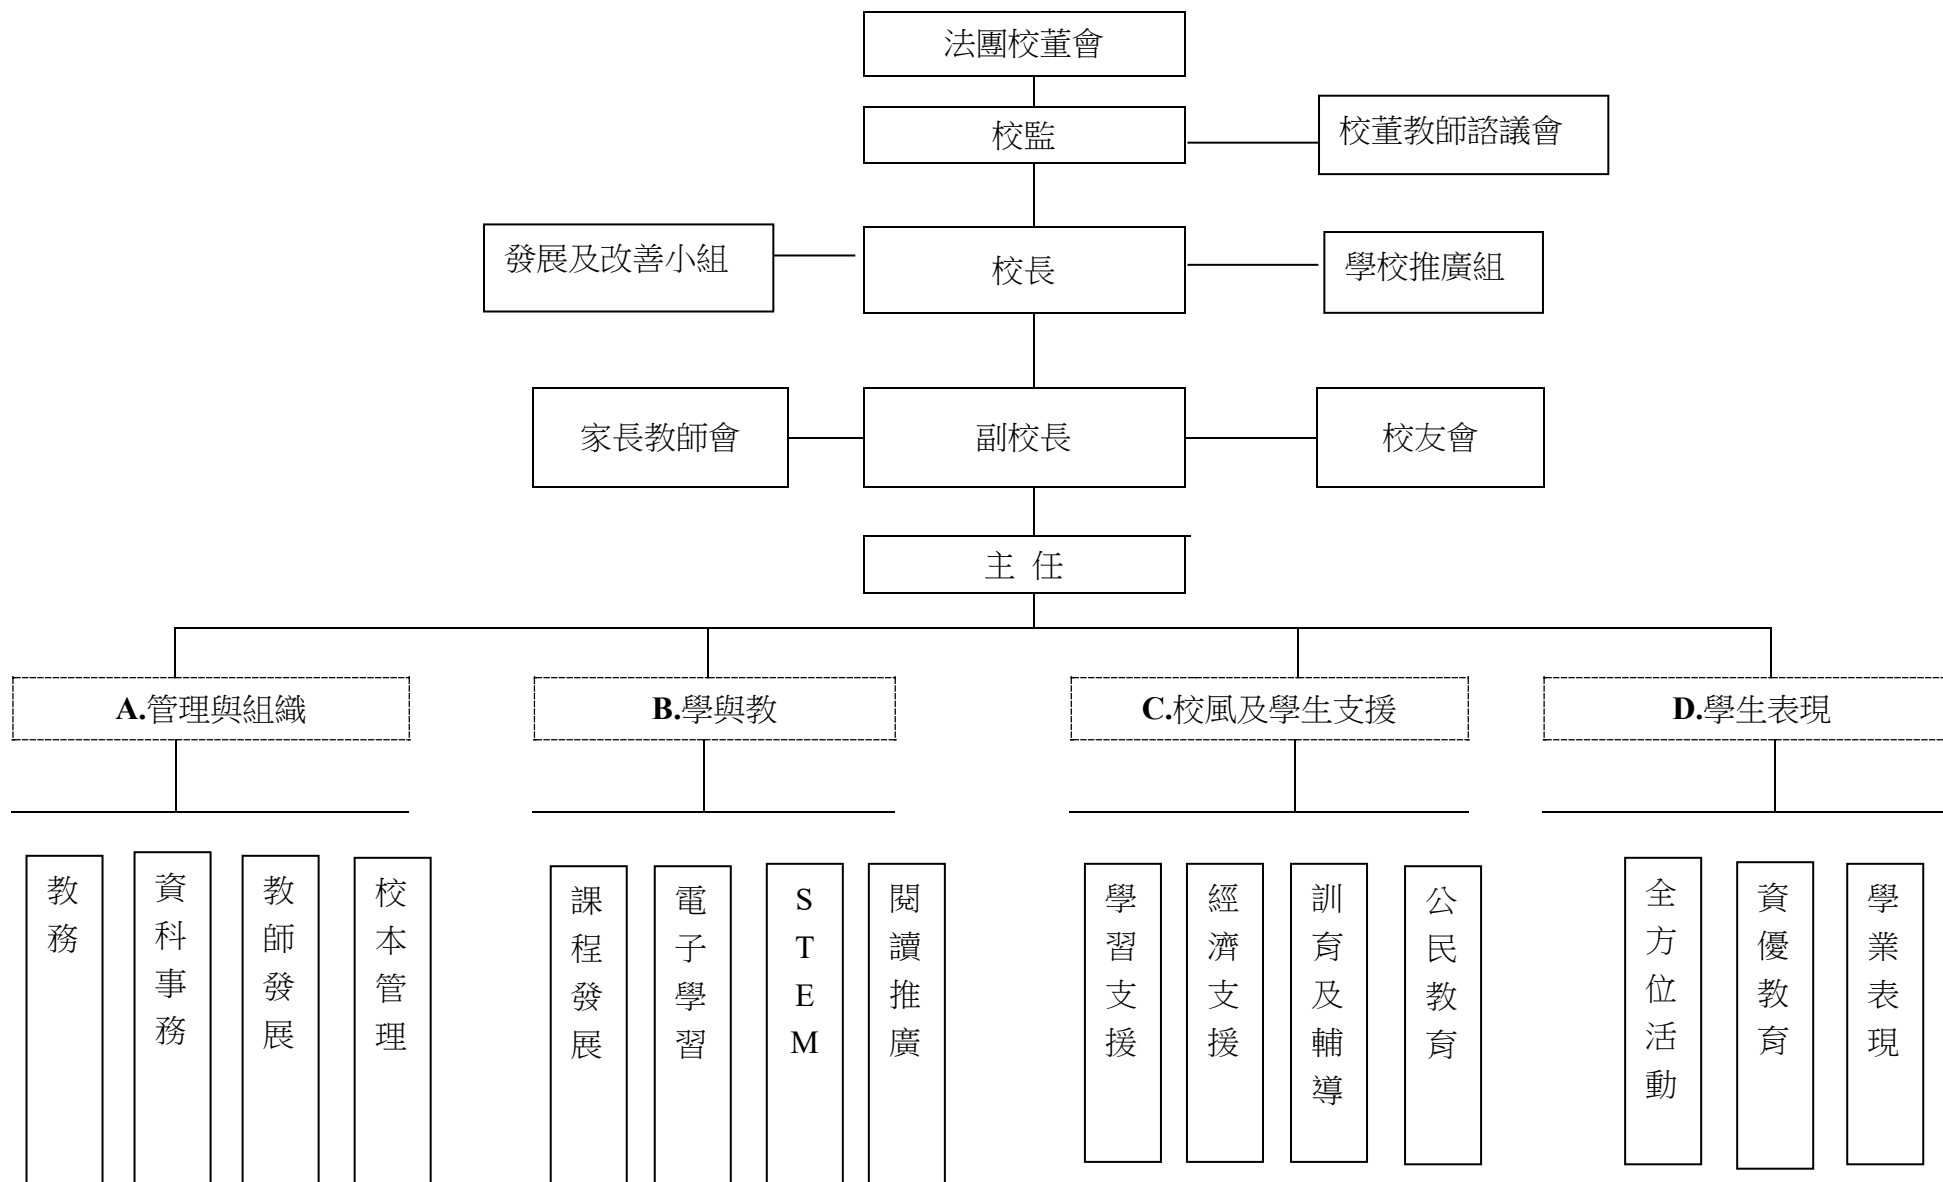 法團校董會
校監
校董教師諮議會
發展及改善小組
校長
學校推廣組
家長教師會
副校長
校友會
主 任
A.管理與組織
B.學與教
C.校風及學生支援
D.學生表現
教務
資科事務
教師發展
校本管理
課程發展
電子學習
STEM
閱讀推廣
學習支援
經濟支援
訓育及輔導
公民教育
全方位活動
資優教育
學業表現